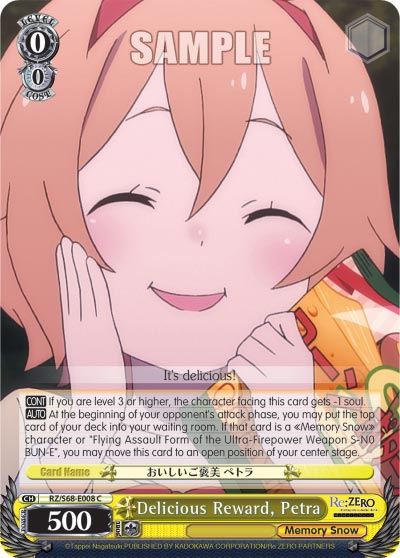 LEVEL
0
0
COST
SAMPLE
It's delicious!
CONT If you are level 3 or higher, the character facing this card gets -1 soul.
AUTO At the beginning of your opponent's attack phase, you may put the top
card of your deck into your waiting room. If that card is a «Memory Snow»
character or "Flying Assault Form of the Ultra-Firepower Weapon S-N0
BUN-E", you may move this card to an open position of your center stage.
Card Name
おいしいご褒美 ペトラ
CH RZ/S68-E008 C
POWER
500
SOUL
Delicious Reward, Petra
Re:ZERO
Memory Snow
©Tappei Nagatsuki,PUBLISHED BY KADOKAWA CORPORATION/Re:ZERO PARTNERS